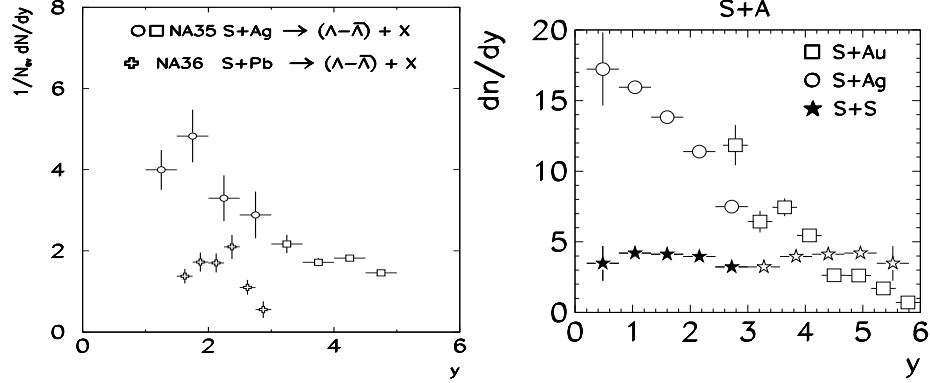 1/N_ev dN/dy
NA35 S+Ag → (Λ−Λ̅) + X
NA36 S+Pb → (Λ−Λ̅) + X
8
6
4
2
0
0 2 4 6
y
S+A
dn/dy
S+Au
S+Ag
S+S
20
15
10
5
0
0 1 2 3 4 5 6
y